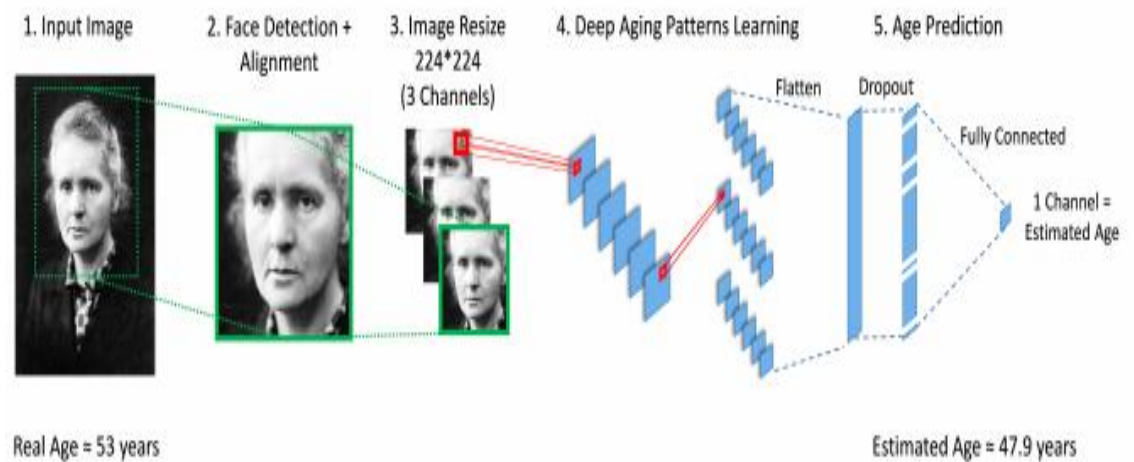 1. Input Image
2. Face Detection +
Alignment
3. Image Resize
224*224
(3 Channels)
4. Deep Aging Patterns Learning
5. Age Prediction
Flatten
Dropout
Fully Connected
1 Channel =
Estimated Age
Real Age = 53 years
Estimated Age = 47.9 years